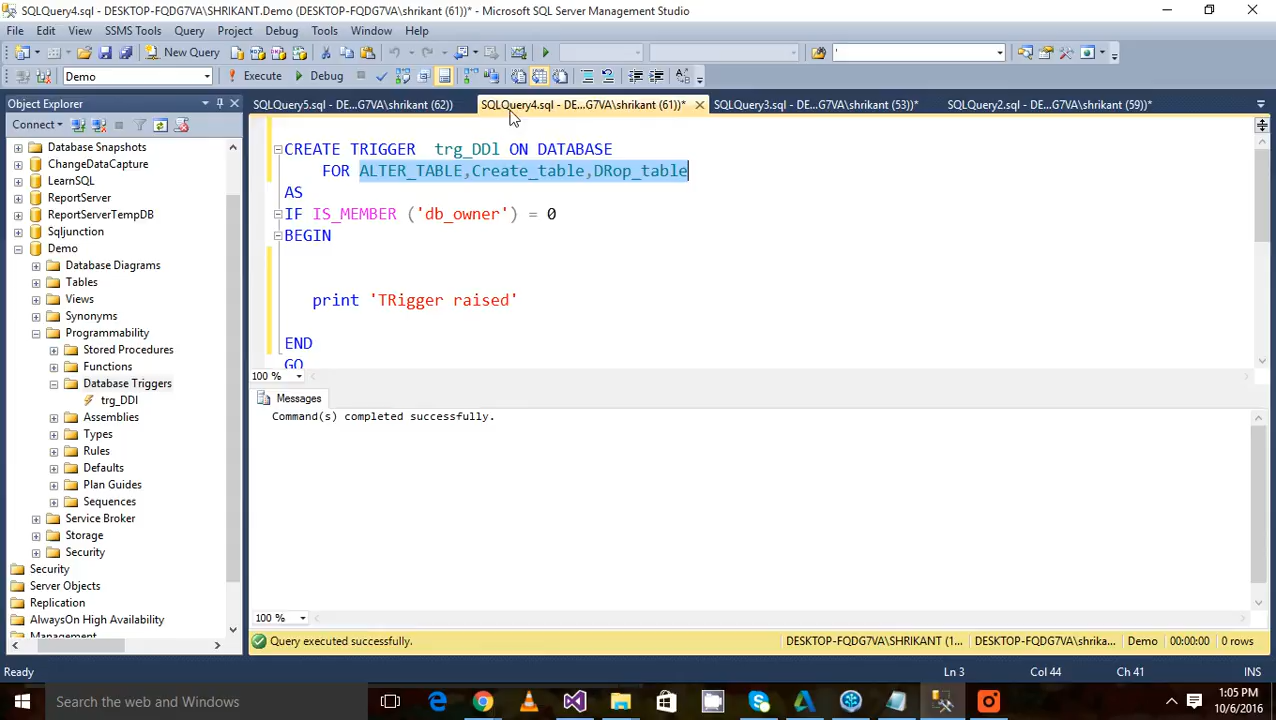 SQLQuery4.sql - DESKTOP-FQDG7VA\SHRIKANT.Demo (DESKTOP-FQDG7VA\shrikant (61))* - Microsoft SQL Server Management Studio
File Edit View SSMS Tools Query Project Debug Tools Window Help
New Query '
Demo Execute Debug
Object Explorer
SQLQuery5.sql - DE...G7VA\shrikant (62)) SQLQuery4.sql - DE...G7VA\shrikant (61))* SQLQuery3.sql - DE...G7VA\shrikant (53))* SQLQuery2.sql - DE...G7VA\shrikant (59))*
Connect
Database Snapshots
ChangeDataCapture
LearnSQL
ReportServer
ReportServerTempDB
Sqljunction
Demo
Database Diagrams
Tables
Views
Synonyms
Programmability
Stored Procedures
Functions
Database Triggers
trg_DDl
Assemblies
Types
Rules
Defaults
Plan Guides
Sequences
Service Broker
Storage
Security
Security
Server Objects
Replication
AlwaysOn High Availability
Management
CREATE TRIGGER trg_DDl ON DATABASE
FOR ALTER_TABLE,Create_table,DRop_table
AS
IF IS_MEMBER ('db_owner') = 0
BEGIN
print 'TRigger raised'
END
GO
100 %
Messages
Command(s) completed successfully.
100 %
Query executed successfully. DESKTOP-FQDG7VA\SHRIKANT (1... DESKTOP-FQDG7VA\shrika... Demo 00:00:00 0 rows
Ready Ln 3 Col 44 Ch 41 INS
Search the web and Windows
1:05 PM
10/6/2016